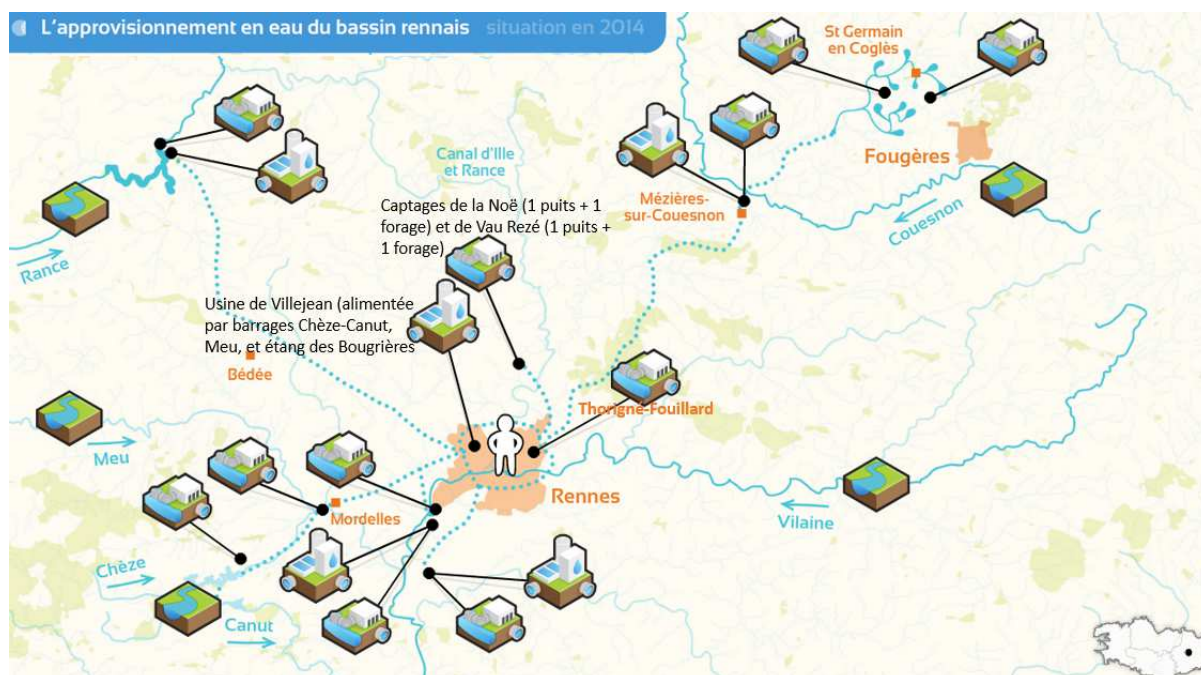 L'approvisionnement en eau du bassin rennais situation en 2014
St Germain
en Coglès
Canal d'Ille
et Rance
Fougères
Mézières-
sur-Couesnon
Couesnon
Captages de la Noë (1 puits + 1
forage) et de Vau Rezé (1 puits +
1 forage)
Rance
Usine de Villejean (alimentée
par barrages Chèze-Canut,
Meu, et étang des Bougrières
Bédée
Thorigné-Fouillard
Meu
Rennes
Mordelles
Vilaine
Chèze
Canut